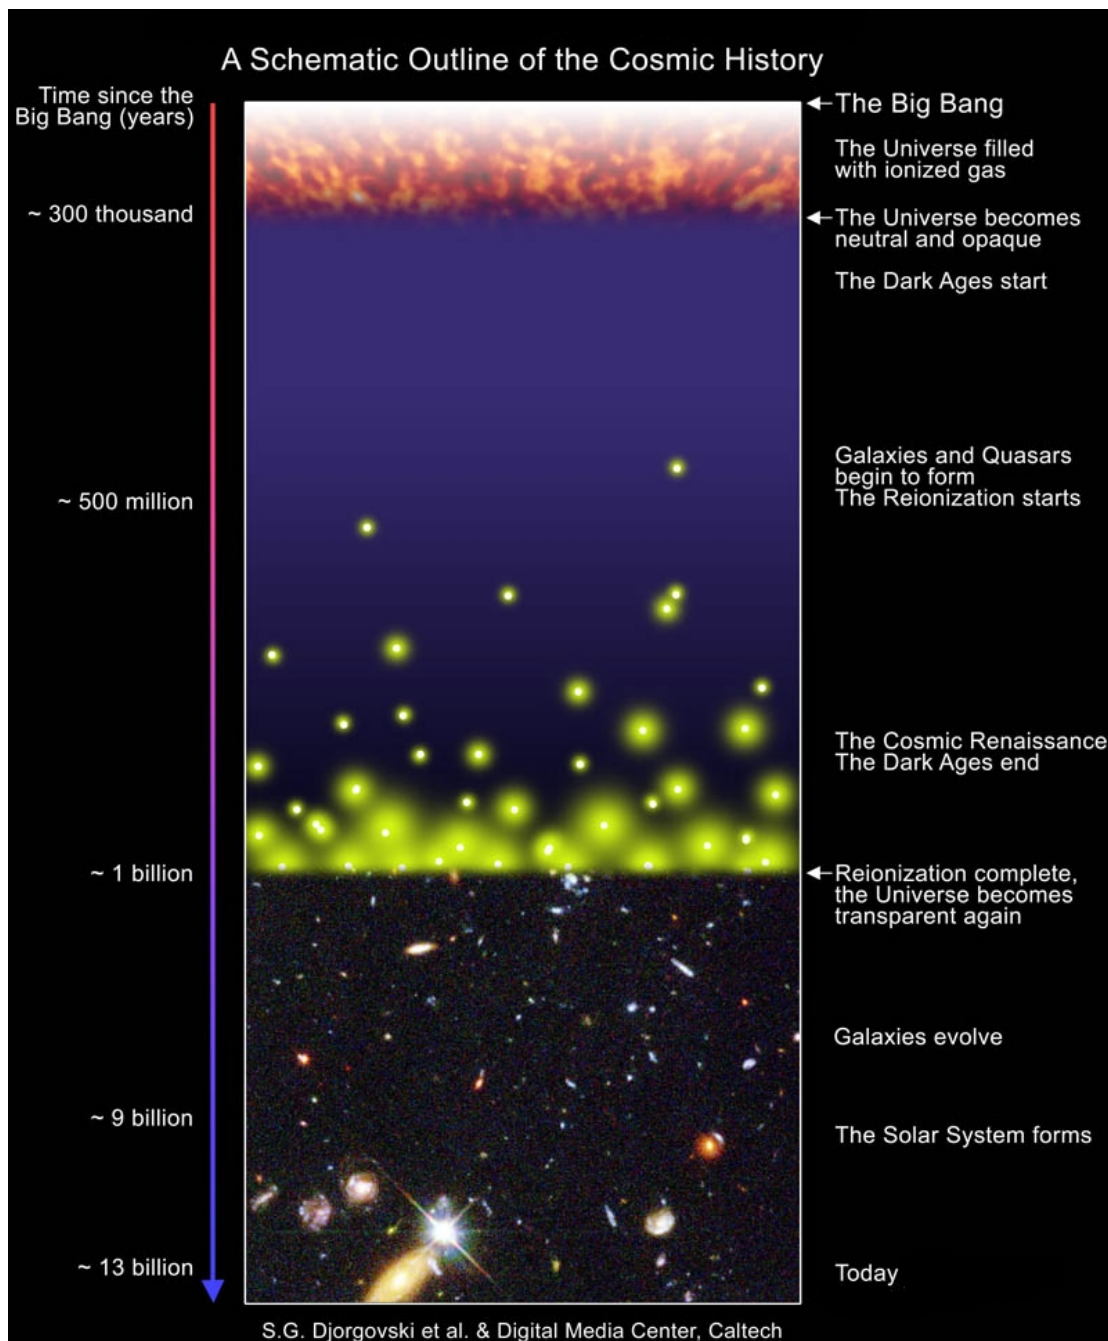 A Schematic Outline of the Cosmic History
Time since the
Big Bang (years)
The Big Bang
The Universe filled
with ionized gas
~ 300 thousand
The Universe becomes
neutral and opaque
The Dark Ages start
Galaxies and Quasars
begin to form
~ 500 million
The Reionization starts
The Cosmic Renaissance
The Dark Ages end
~ 1 billion
Reionization complete,
the Universe becomes
transparent again
Galaxies evolve
~ 9 billion
The Solar System forms
~ 13 billion
Today
S.G. Djorgovski et al. & Digital Media Center, Caltech